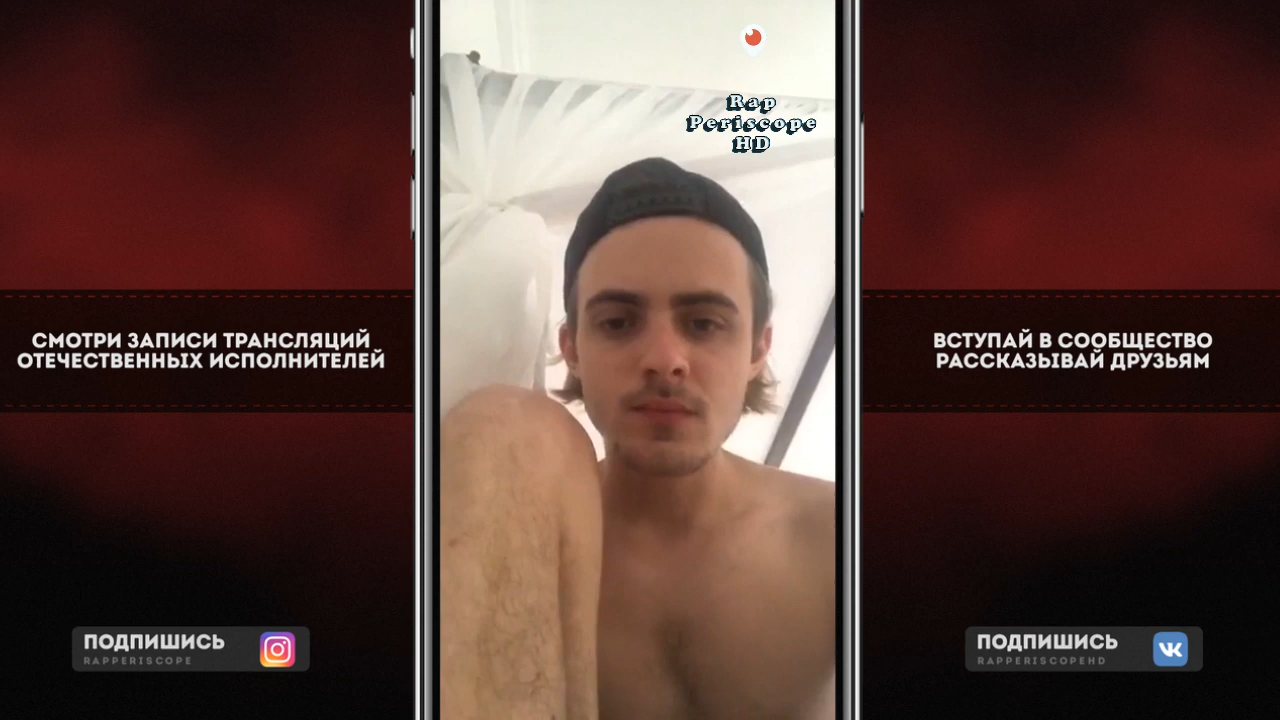 Rap
Periscope
HD
СМОТРИ ЗАПИСИ ТРАНСЛЯЦИЙ
ОТЕЧЕСТВЕННЫХ ИСПОЛНИТЕЛЕЙ
ВСТУПАЙ В СООБЩЕСТВО
РАССКАЗЫВАЙ ДРУЗЬЯМ
ПОДПИШИСЬ
RAPPERISCOPE
ПОДПИШИСЬ
RAPPERISCOPEHD